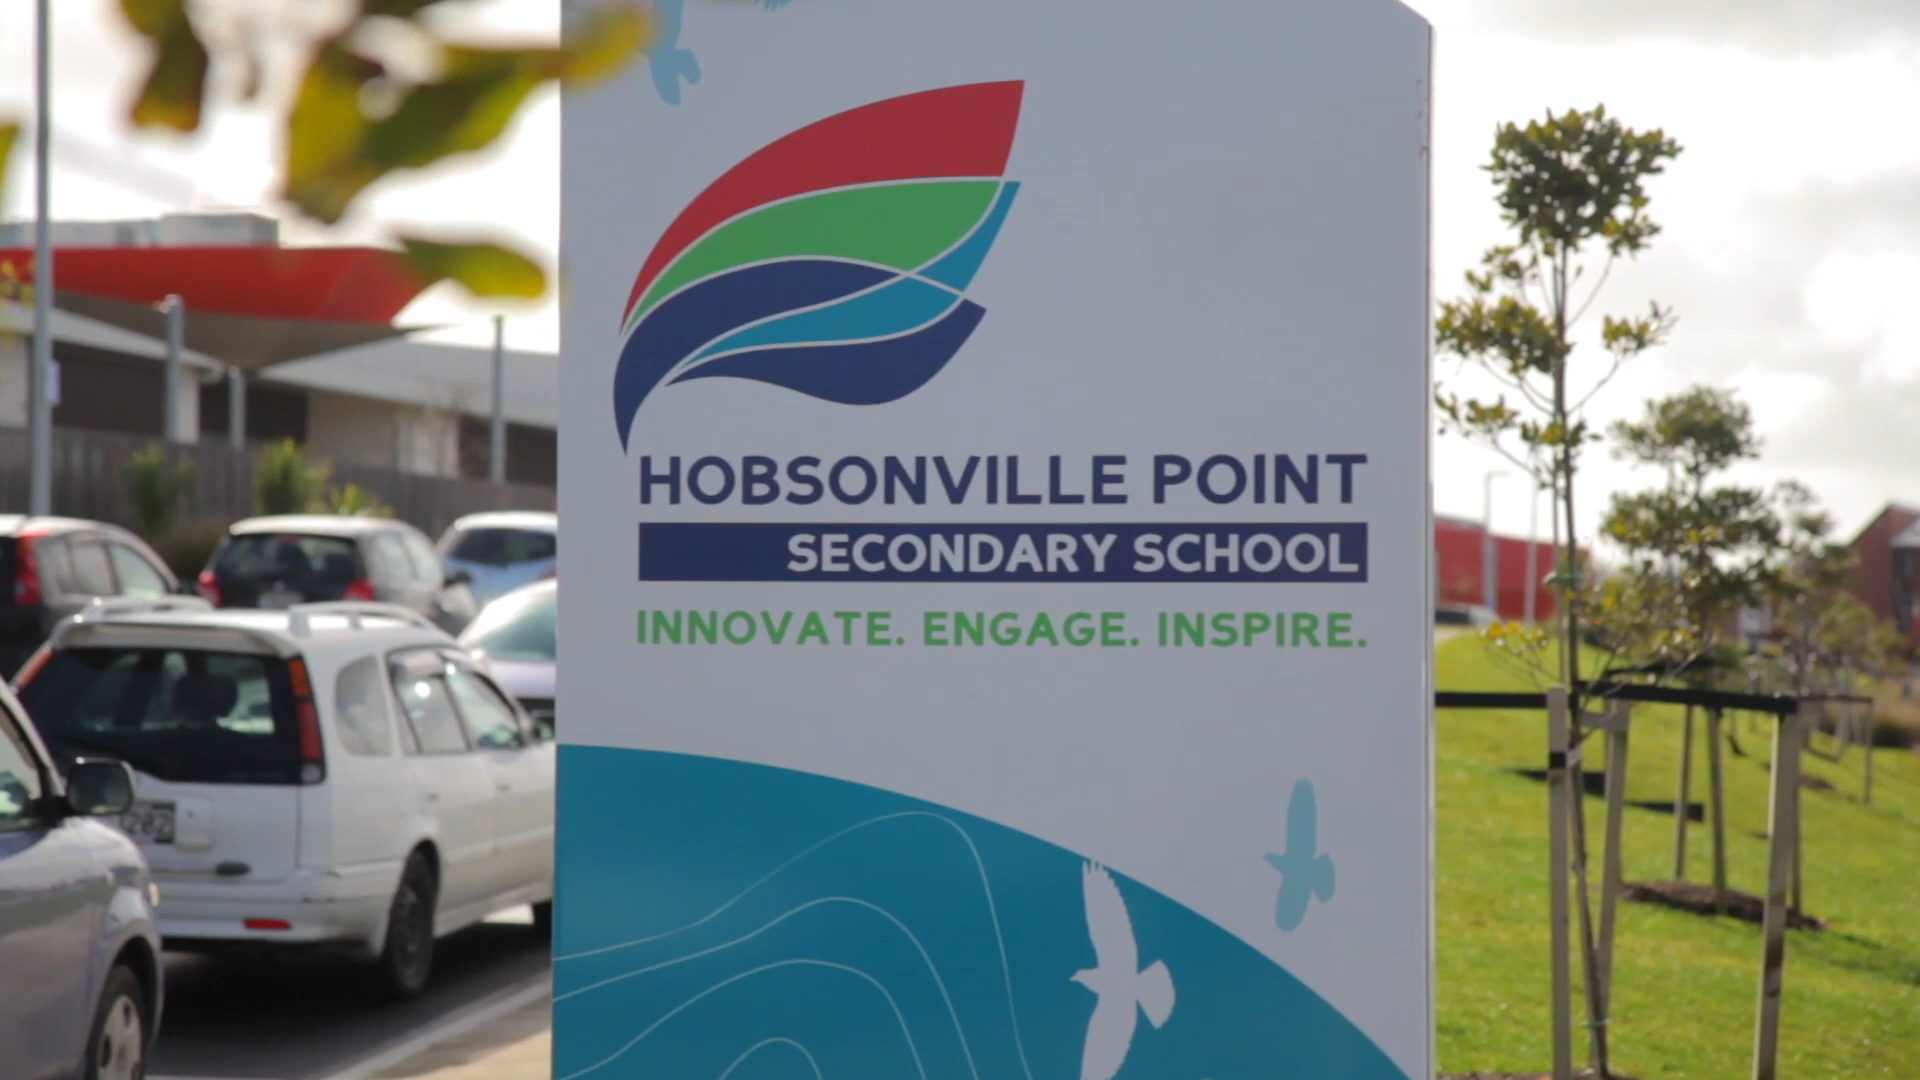 HOBSONVILLE POINT
SECONDARY SCHOOL
INNOVATE. ENGAGE. INSPIRE.